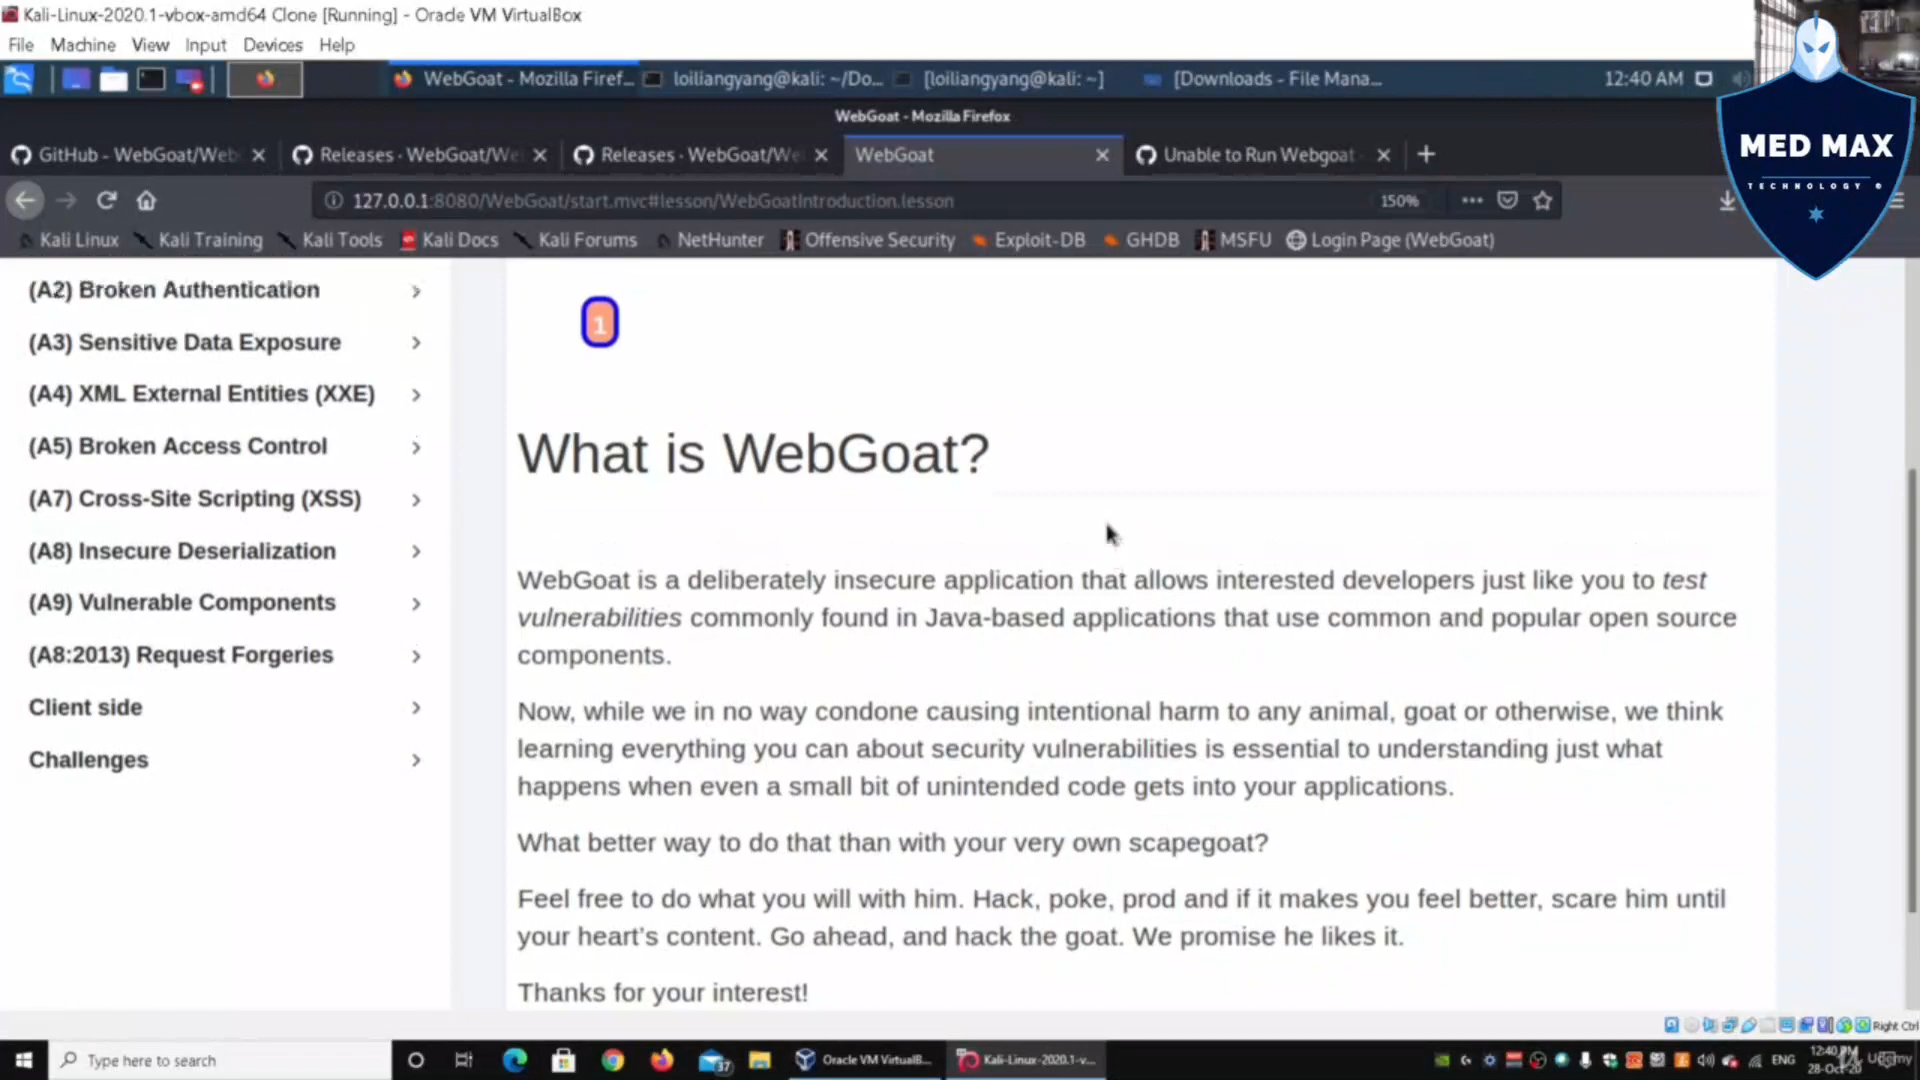 Kali-Linux-2020.1-vbox-amd64 Clone [Running] - Oracle VM VirtualBox
File Machine View Input Devices Help
WebGoat - Mozilla Firef... loiliangyang@kali: ~/Do... [loiliangyang@kali: ~] [Downloads - File Mana... 12:40 AM
WebGoat - Mozilla Firefox
GitHub - WebGoat/Web Releases · WebGoat/We Releases · WebGoat/We WebGoat Unable to Run Webgoat
127.0.0.1:8080/WebGoat/start.mvc#lesson/WebGoatIntroduction.lesson 150%
Kali Linux Kali Training Kali Tools Kali Docs Kali Forums NetHunter Offensive Security Exploit-DB GHDB MSFU Login Page (WebGoat)
MED MAX
TECHNOLOGY
(A2) Broken Authentication
(A3) Sensitive Data Exposure
(A4) XML External Entities (XXE)
(A5) Broken Access Control
(A7) Cross-Site Scripting (XSS)
(A8) Insecure Deserialization
(A9) Vulnerable Components
(A8:2013) Request Forgeries
Client side
Challenges
1
What is WebGoat?
WebGoat is a deliberately insecure application that allows interested developers just like you to test
vulnerabilities commonly found in Java-based applications that use common and popular open source
components.
Now, while we in no way condone causing intentional harm to any animal, goat or otherwise, we think
learning everything you can about security vulnerabilities is essential to understanding just what
happens when even a small bit of unintended code gets into your applications.
What better way to do that than with your very own scapegoat?
Feel free to do what you will with him. Hack, poke, prod and if it makes you feel better, scare him until
your heart's content. Go ahead, and hack the goat. We promise he likes it.
Thanks for your interest!
Right Ctrl
Type here to search
37
Oracle VM VirtualB...
Kali-Linux-2020.1-v...
ENG
12:40 PM
28-Oct-20
Udemy